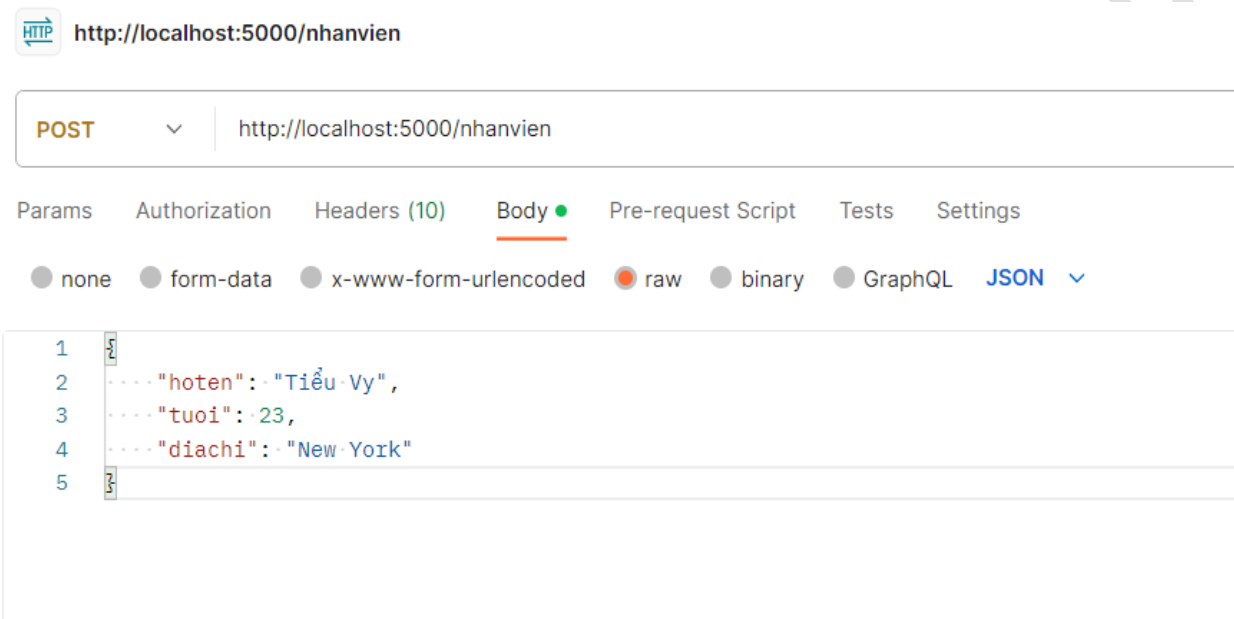 HTTP http://localhost:5000/nhanvien
POST http://localhost:5000/nhanvien
Params Authorization Headers (10) Body Pre-request Script Tests Settings
none form-data x-www-form-urlencoded raw binary GraphQL JSON
1 {
2 "hoten": "Tiểu Vy",
3 "tuoi": 23,
4 "diachi": "New York"
5 }